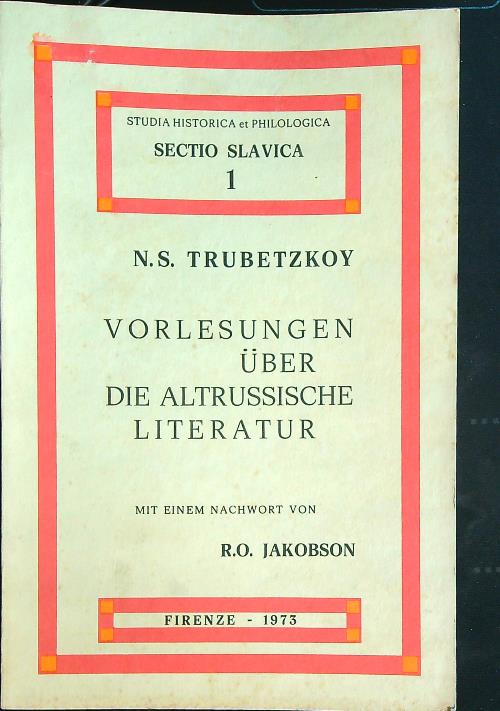 STUDIA HISTORICA et PHILOLOGICA
SECTIO SLAVICA
1
N.S. TRUBETZKOY
VORLESUNGEN
ÜBER
DIE ALTRUSSISCHE
LITERATUR
MIT EINEM NACHWORT VON
R.O. JAKOBSON
FIRENZE - 1973